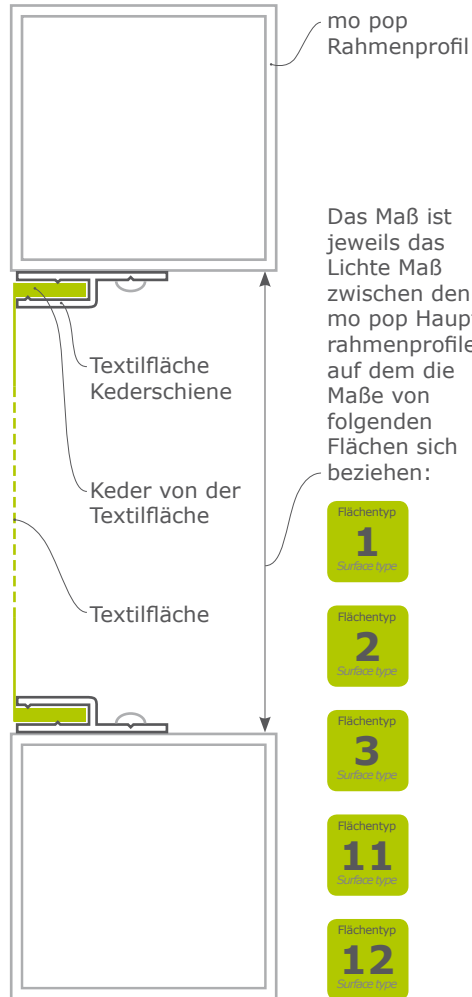 mo pop
Rahmenprofil
Das Maß ist
jeweils das
Lichte Maß
zwischen den
mo pop Haupt
rahmenprofile
auf dem die
Maße von
folgenden
Flächen sich
beziehen:
Textilfläche
Kederschiene
Keder von der
Textilfläche
Textilfläche
Flächentyp
1
Surface type
Flächentyp
2
Surface type
Flächentyp
3
Surface type
Flächentyp
11
Surface type
Flächentyp
12
Surface type